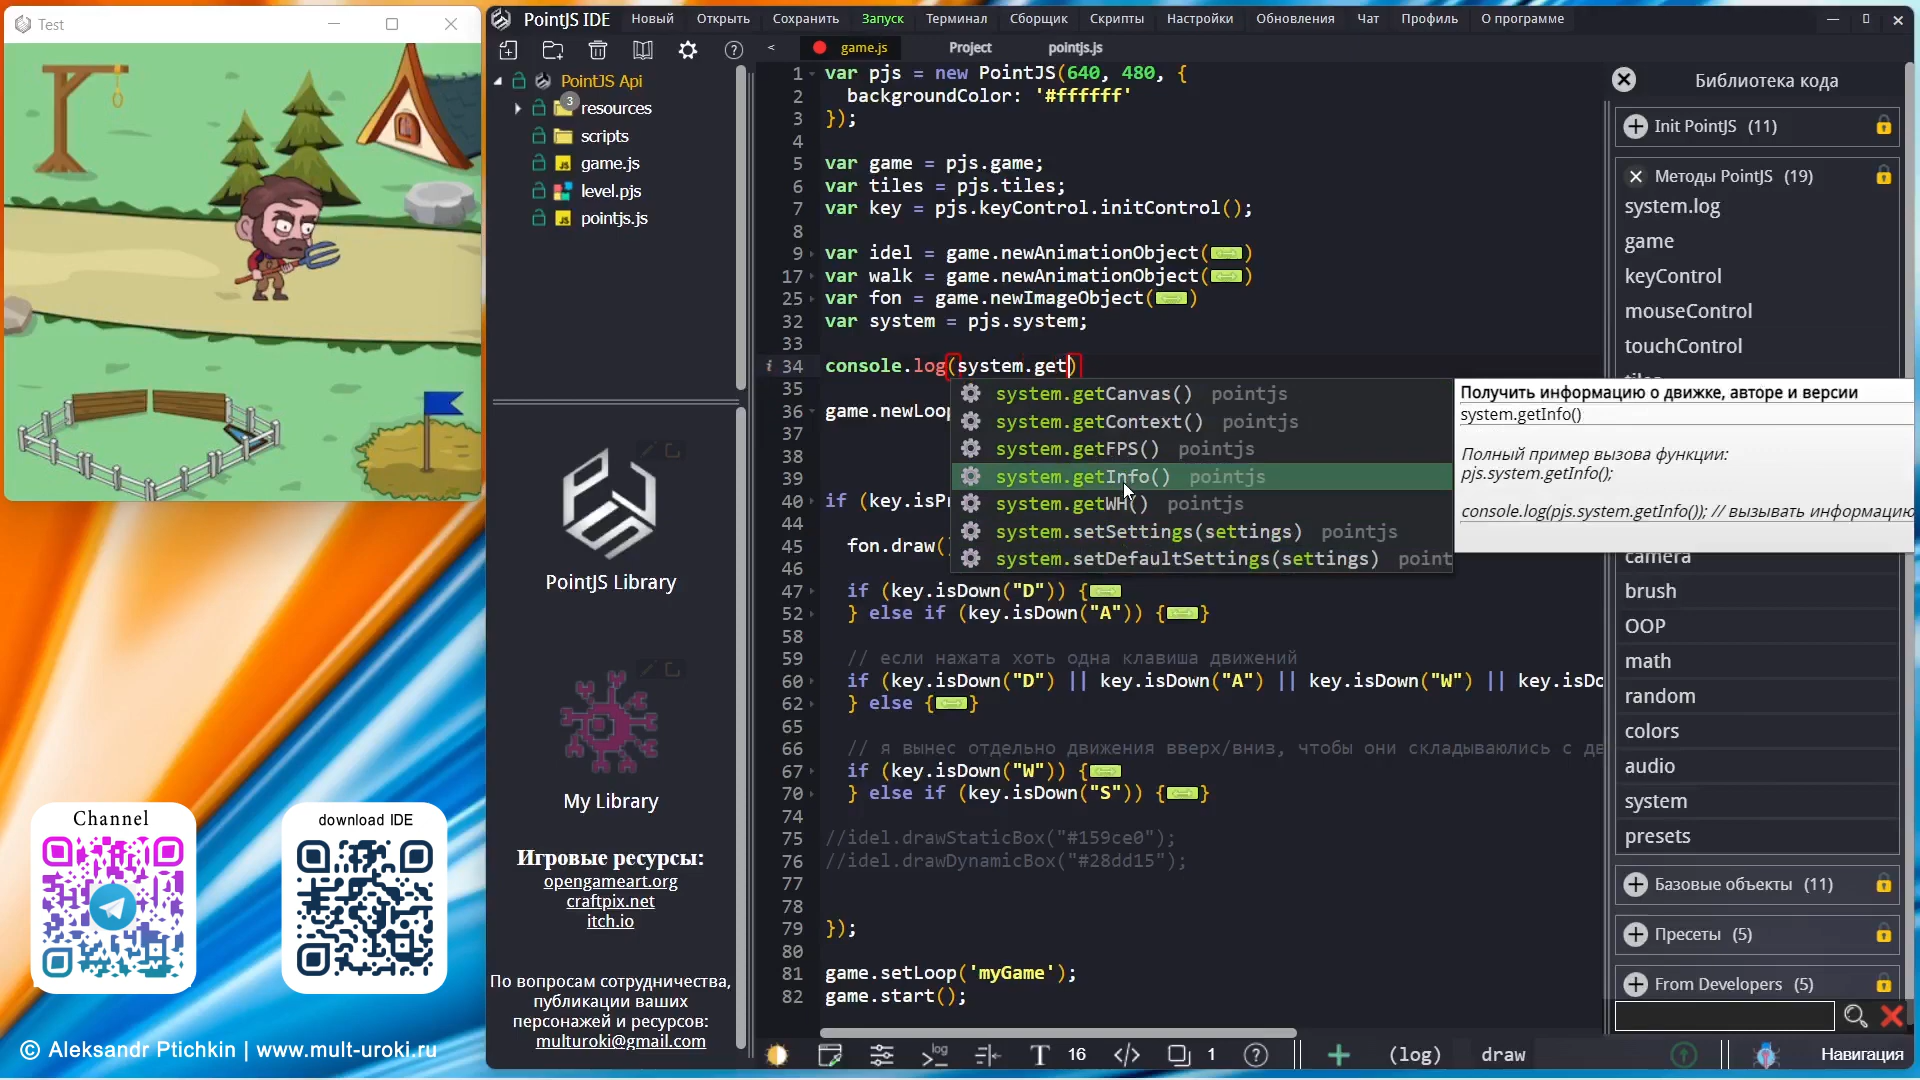 Test
PointJS IDE
Новый
Открыть
Сохранить
Запуск
Терминал
Сборщик
Скрипты
Настройки
Обновления
Чат
Профиль
О программе
<
game.js
Project
pointjs.js
PointJS Api
3
resources
scripts
game.js
level.pjs
pointjs.js
PointJS Library
My Library
Игровые ресурсы:
opengameart.org
craftpix.net
itch.io
По вопросам сотрудничества,
публикации ваших
персонажей и ресурсов:
multuroki@gmail.com
1 var pjs = new PointJS(640, 480, {
2 backgroundColor: '#ffffff'
3 });
4
5 var game = pjs.game;
6 var tiles = pjs.tiles;
7 var key = pjs.keyControl.initControl();
8
9 var idel = game.newAnimationObject()
17 var walk = game.newAnimationObject()
25 var fon = game.newImageObject()
32 var system = pjs.system;
33
i 34 console.log(system.get)
35
36 game.newLoop
37
38
39
40 if (key.isPr
44
45 fon.draw()
46
47 if (key.isDown("D")) {
52 } else if (key.isDown("A")) {}
58
59 // если нажата хоть одна клавиша движений
60 if (key.isDown("D") || key.isDown("A") || key.isDown("W") || key.isDo
62 } else {}
65
66 // я вынес отдельно движения вверх/вниз, чтобы они складываюлись с дв
67 if (key.isDown("W")) {
70 } else if (key.isDown("S")) {}
74
75 //idel.drawStaticBox("#159ce0");
76 //idel.drawDynamicBox("#28dd15");
77
78
79 });
80
81 game.setLoop('myGame');
82 game.start();
system.getCanvas() pointjs
system.getContext() pointjs
system.getFPS() pointjs
system.getInfo() pointjs
system.getWH() pointjs
system.setSettings(settings) pointjs
system.setDefaultSettings(settings) point
Получить информацию о движке, авторе и версии
system.getInfo()
Полный пример вызова функции:
pjs.system.getInfo();
console.log(pjs.system.getInfo()); // вызывать информацию
Библиотека кода
Init PointJS (11)
Методы PointJS (19)
system.log
game
keyControl
mouseControl
touchControl
camera
brush
OOP
math
random
colors
audio
system
presets
Базовые объекты (11)
Пресеты (5)
From Developers (5)
>_log
T 16
</>
1
(log)
draw
Навигация
Channel
download IDE
© Aleksandr Ptichkin | www.mult-uroki.ru